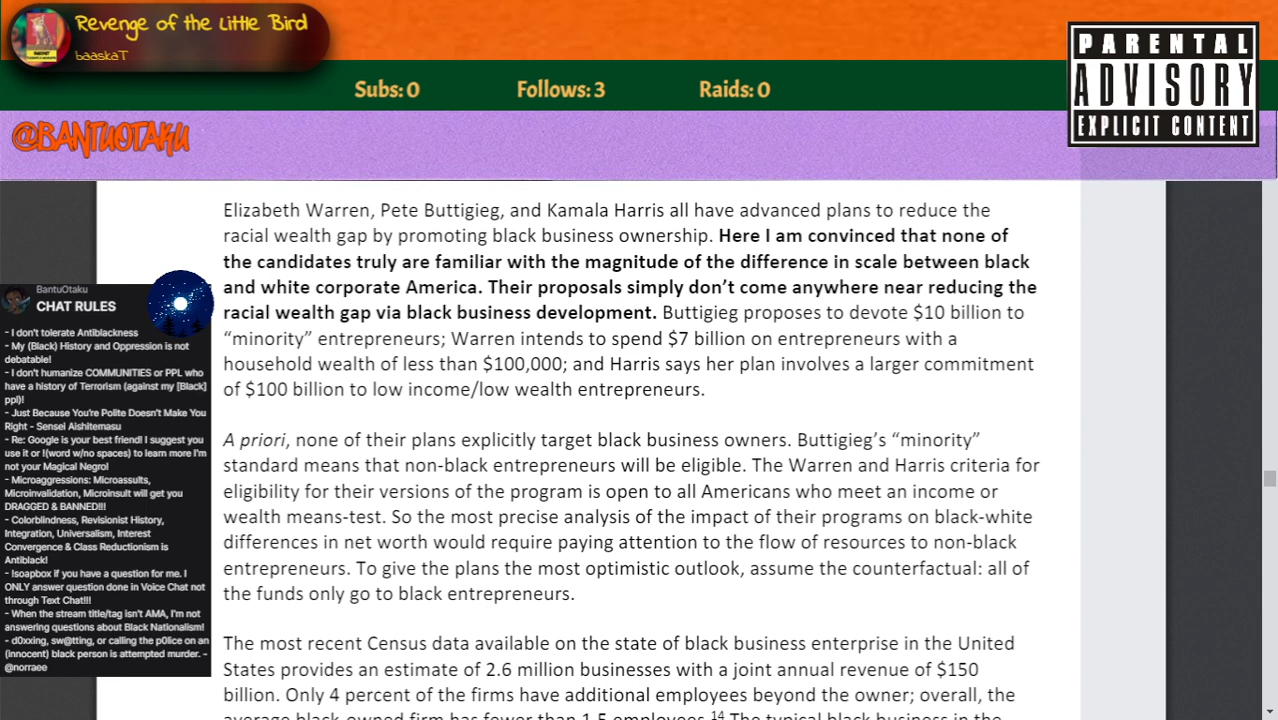 Revenge of the Little Bird
baaskaT
Subs: 0
Follows: 3
Raids: 0
PARENTAL
ADVISORY
EXPLICIT CONTENT
@BANTUOTAKU
Elizabeth Warren, Pete Buttigieg, and Kamala Harris all have advanced plans to reduce the
racial wealth gap by promoting black business ownership. Here I am convinced that none of
the candidates truly are familiar with the magnitude of the difference in scale between black
and white corporate America. Their proposals simply don’t come anywhere near reducing the
racial wealth gap via black business development. Buttigieg proposes to devote $10 billion to
“minority” entrepreneurs; Warren intends to spend $7 billion on entrepreneurs with a
household wealth of less than $100,000; and Harris says her plan involves a larger commitment
of $100 billion to low income/low wealth entrepreneurs.
A priori, none of their plans explicitly target black business owners. Buttigieg’s “minority”
standard means that non-black entrepreneurs will be eligible. The Warren and Harris criteria for
eligibility for their versions of the program is open to all Americans who meet an income or
wealth means-test. So the most precise analysis of the impact of their programs on black-white
differences in net worth would require paying attention to the flow of resources to non-black
entrepreneurs. To give the plans the most optimistic outlook, assume the counterfactual: all of
the funds only go to black entrepreneurs.
The most recent Census data available on the state of black business enterprise in the United
States provides an estimate of 2.6 million businesses with a joint annual revenue of $150
billion. Only 4 percent of the firms have additional employees beyond the owner; overall, the
average black-owned firm has fewer than 1.5 employees.14 The typical black business in the
BantuOtaku
CHAT RULES
- I don't tolerate Antiblackness
- My (Black) History and Oppression is not
debatable!
- I don't humanize COMMUNITIES or PPL who
have a history of Terrorism (against my [Black]
ppl)!
- Just Because You're Polite Doesn't Make You
Right - Sensei Aishitemasu
- Re: Google is your best friend! I suggest you
use it or !(word w/no spaces) to learn more I'm
not your Magical Negro!
- Microaggressions: Microassults,
Microinvalidation, Microinsult will get you
DRAGGED & BANNED!!!
- Colorblindness, Revisionist History,
Integration, Universalism, Interest
Convergence & Class Reductionism is
Antiblack!
- !soapbox if you have a question for me. I
ONLY answer question done in Voice Chat not
through Text Chat!!!
- When the stream title/tag isn't AMA, I'm not
answering questions about Black Nationalism!
- d0xxing, sw@tting, or calling the p0lice on an
(innocent) black person is attempted murder. -
@norraee